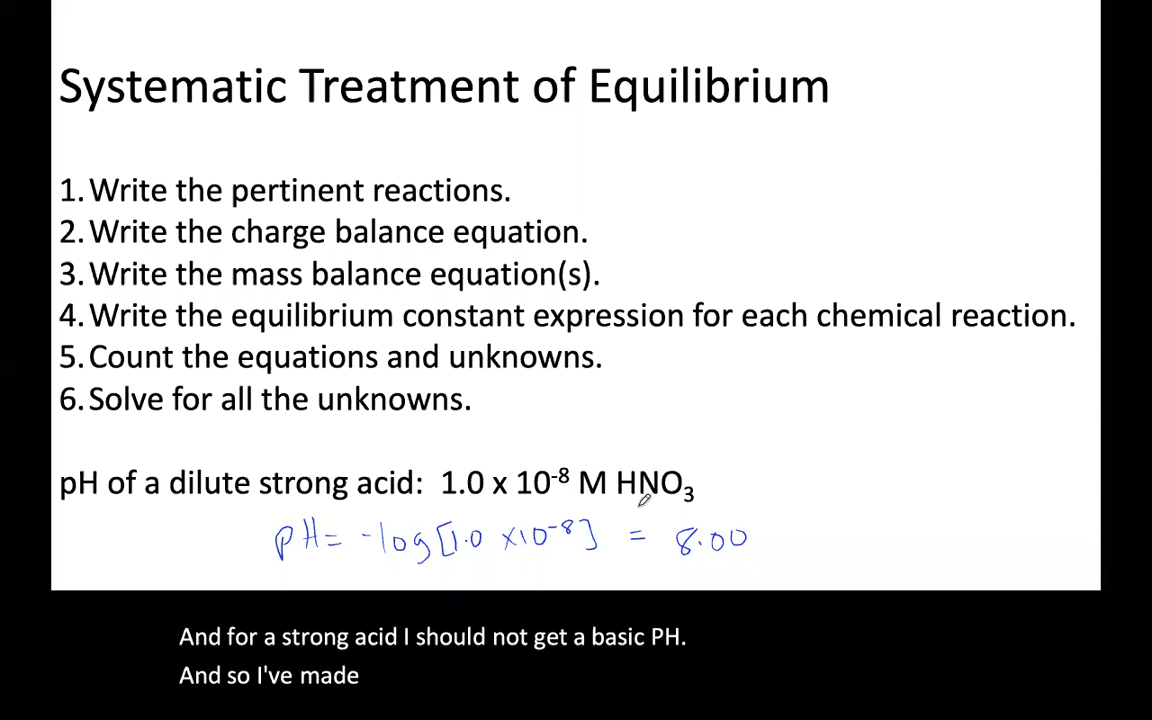 Systematic Treatment of Equilibrium
1. Write the pertinent reactions.
2. Write the charge balance equation.
3. Write the mass balance equation(s).
4. Write the equilibrium constant expression for each chemical reaction.
5. Count the equations and unknowns.
6. Solve for all the unknowns.
pH of a dilute strong acid: 1.0 x 10⁻⁸ M HNO₃
pH = -log[1.0 x10⁻⁸] = 8.00
And for a strong acid I should not get a basic PH.
And so I've made